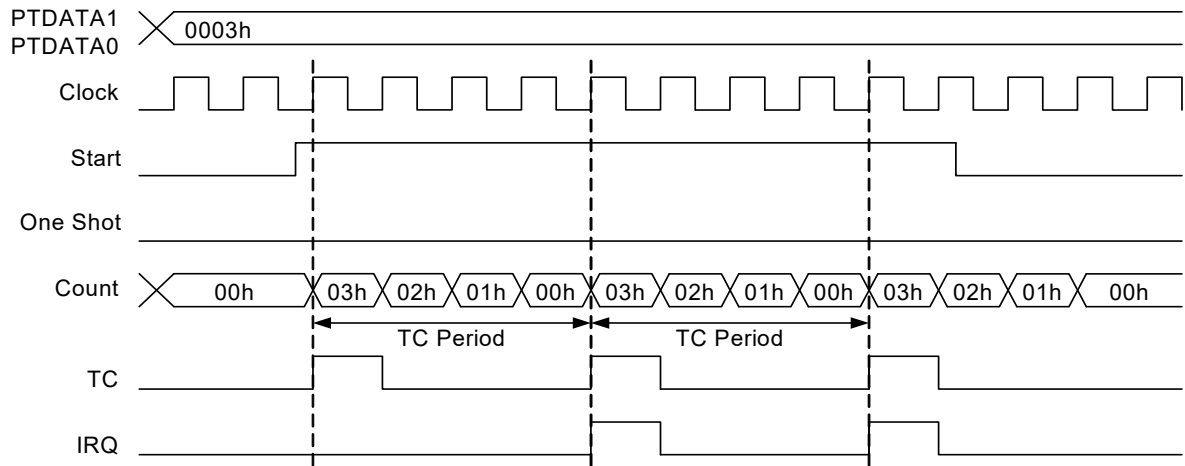 PTDATA1
PTDATA0
0003h
Clock
Start
One Shot
Count
00h 03h 02h 01h 00h 03h 02h 01h 00h 03h 02h 01h 00h
TC Period TC Period
TC
IRQ